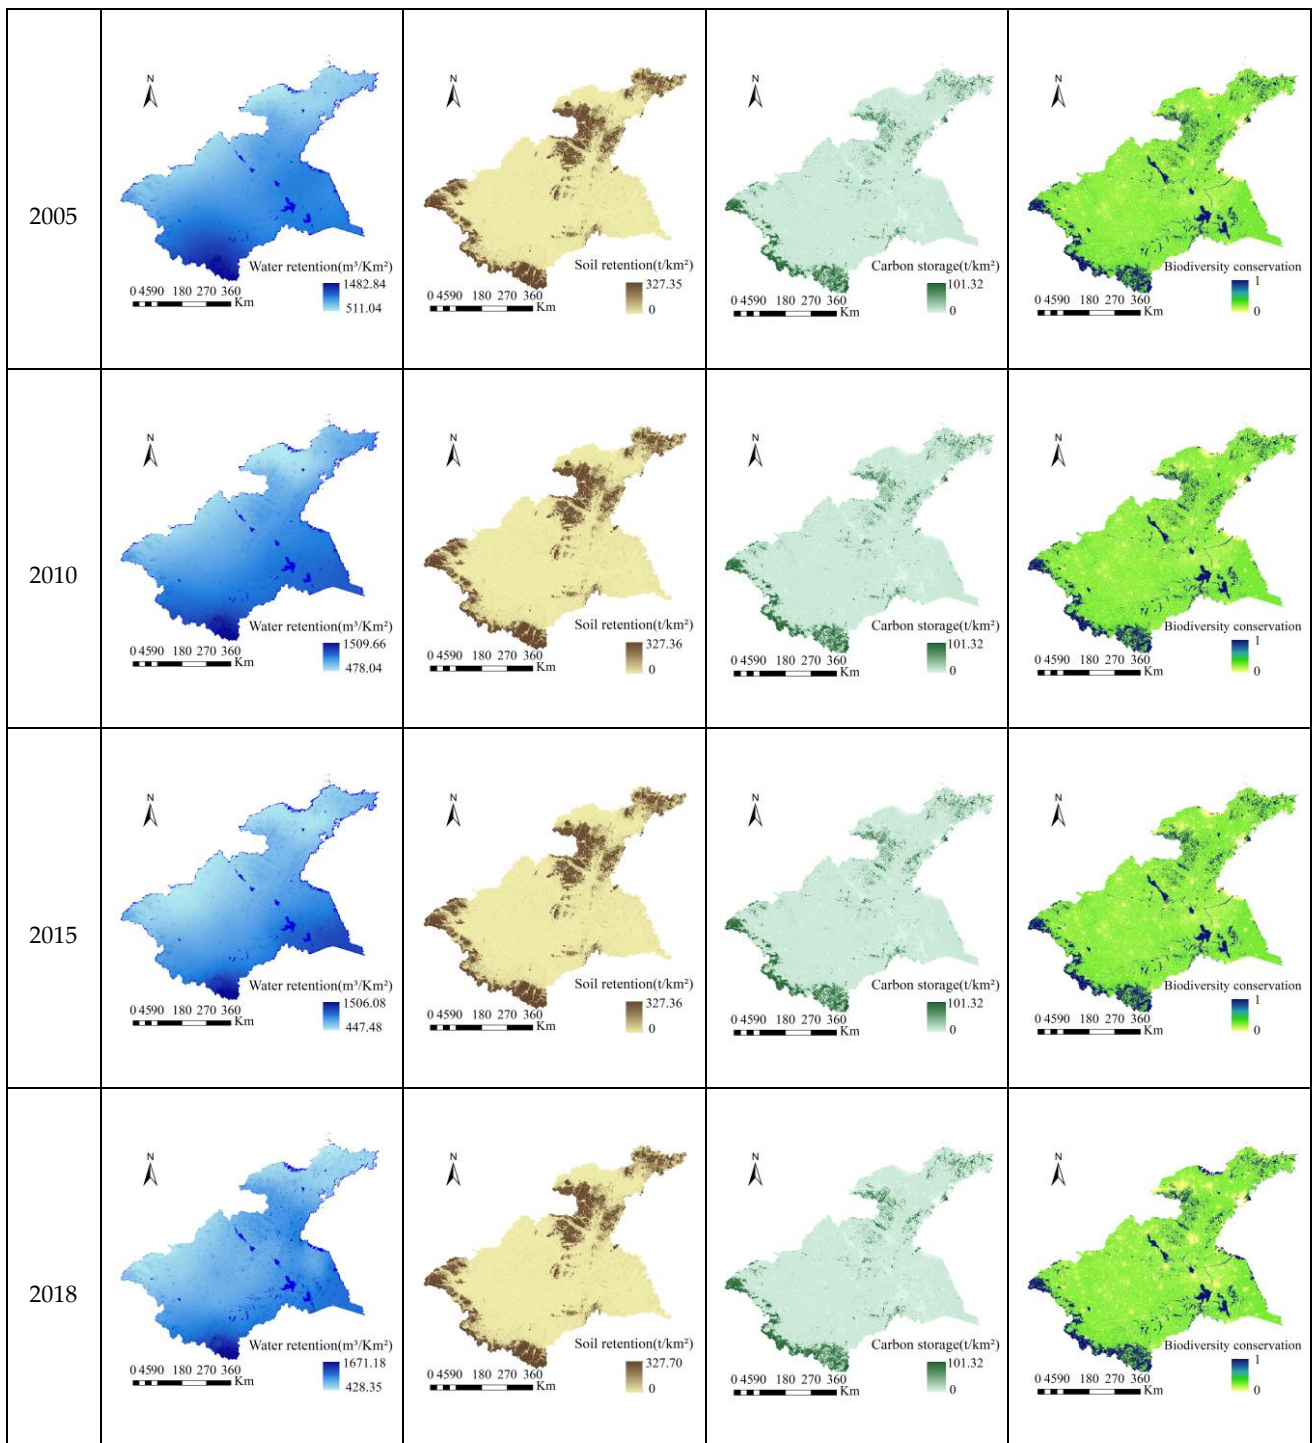 2005
N
Water retention(m³/Km²)
1482.84
511.04
0 4590 180 270 360
Km
N
Soil retention(t/km²)
327.35
0
0 4590 180 270 360
Km
N
Carbon storage(t/km²)
101.32
0
0 4590 180 270 360
Km
N
Biodiversity conservation
1
0
0 4590 180 270 360
Km
2010
N
Water retention(m³/Km²)
1509.66
478.04
0 4590 180 270 360
Km
N
Soil retention(t/km²)
327.36
0
0 4590 180 270 360
Km
N
Carbon storage(t/km²)
101.32
0
0 4590 180 270 360
Km
N
Biodiversity conservation
1
0
0 4590 180 270 360
Km
2015
N
Water retention(m³/Km²)
1506.08
447.48
0 4590 180 270 360
Km
N
Soil retention(t/km²)
327.36
0
0 4590 180 270 360
Km
N
Carbon storage(t/km²)
101.32
0
0 4590 180 270 360
Km
N
Biodiversity conservation
1
0
0 4590 180 270 360
Km
2018
N
Water retention(m³/Km²)
1671.18
428.35
0 4590 180 270 360
Km
N
Soil retention(t/km²)
327.70
0
0 4590 180 270 360
Km
N
Carbon storage(t/km²)
101.32
0
0 4590 180 270 360
Km
N
Biodiversity conservation
1
0
0 4590 180 270 360
Km